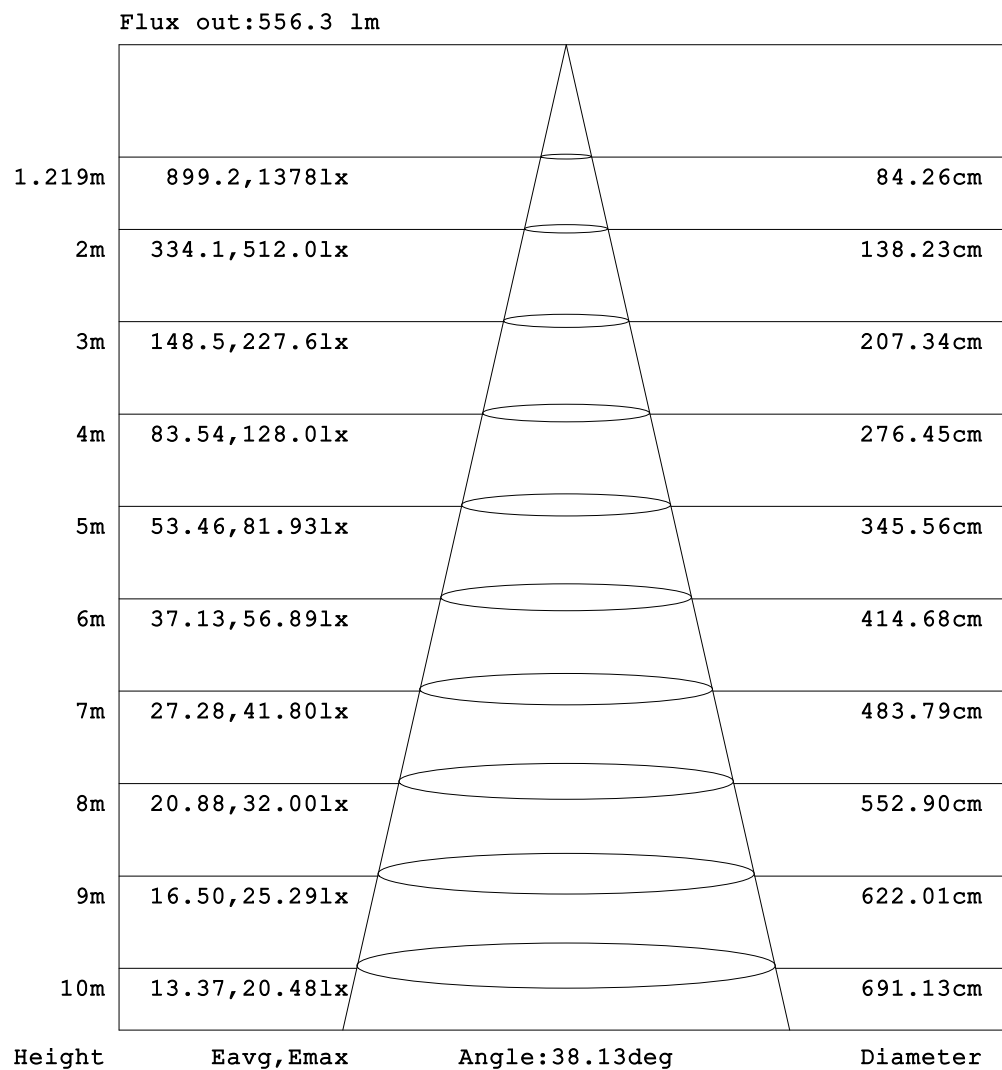 Flux out:556.3 lm
1.219m 899.2,1378lx 84.26cm
2m 334.1,512.0lx 138.23cm
3m 148.5,227.6lx 207.34cm
4m 83.54,128.0lx 276.45cm
5m 53.46,81.93lx 345.56cm
6m 37.13,56.89lx 414.68cm
7m 27.28,41.80lx 483.79cm
8m 20.88,32.00lx 552.90cm
9m 16.50,25.29lx 622.01cm
10m 13.37,20.48lx 691.13cm
Height Eavg,Emax Angle:38.13deg Diameter